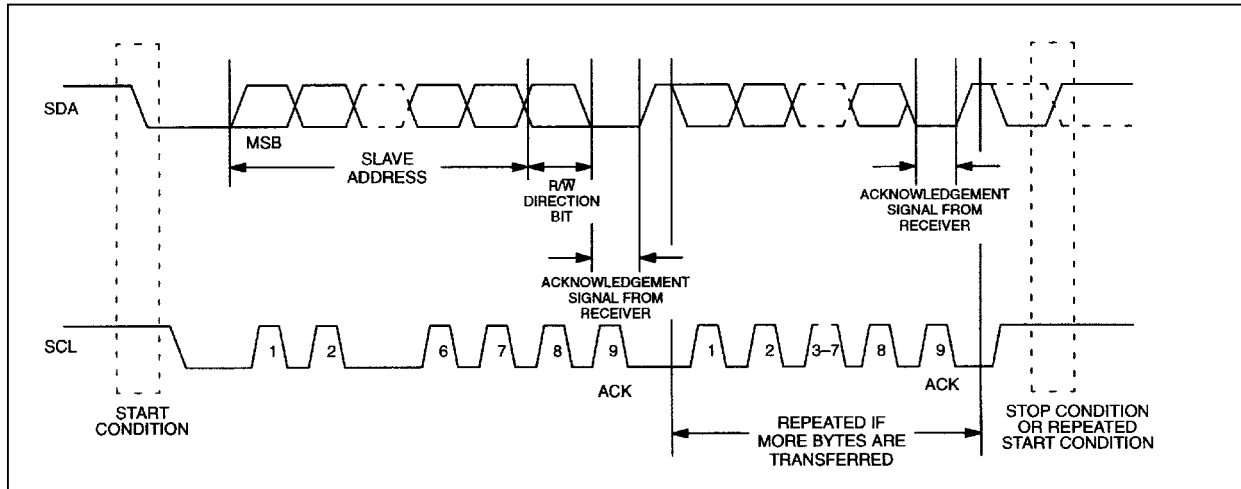 SDA
MSB
SLAVE
ADDRESS
R/W̅
DIRECTION
BIT
ACKNOWLEDGEMENT
SIGNAL FROM
RECEIVER
ACKNOWLEDGEMENT
SIGNAL FROM
RECEIVER
SCL
1 2 6 7 8 9 1 2 3–7 8 9
ACK
ACK
START
CONDITION
REPEATED IF
MORE BYTES ARE
TRANSFERRED
STOP CONDITION
OR REPEATED
START CONDITION